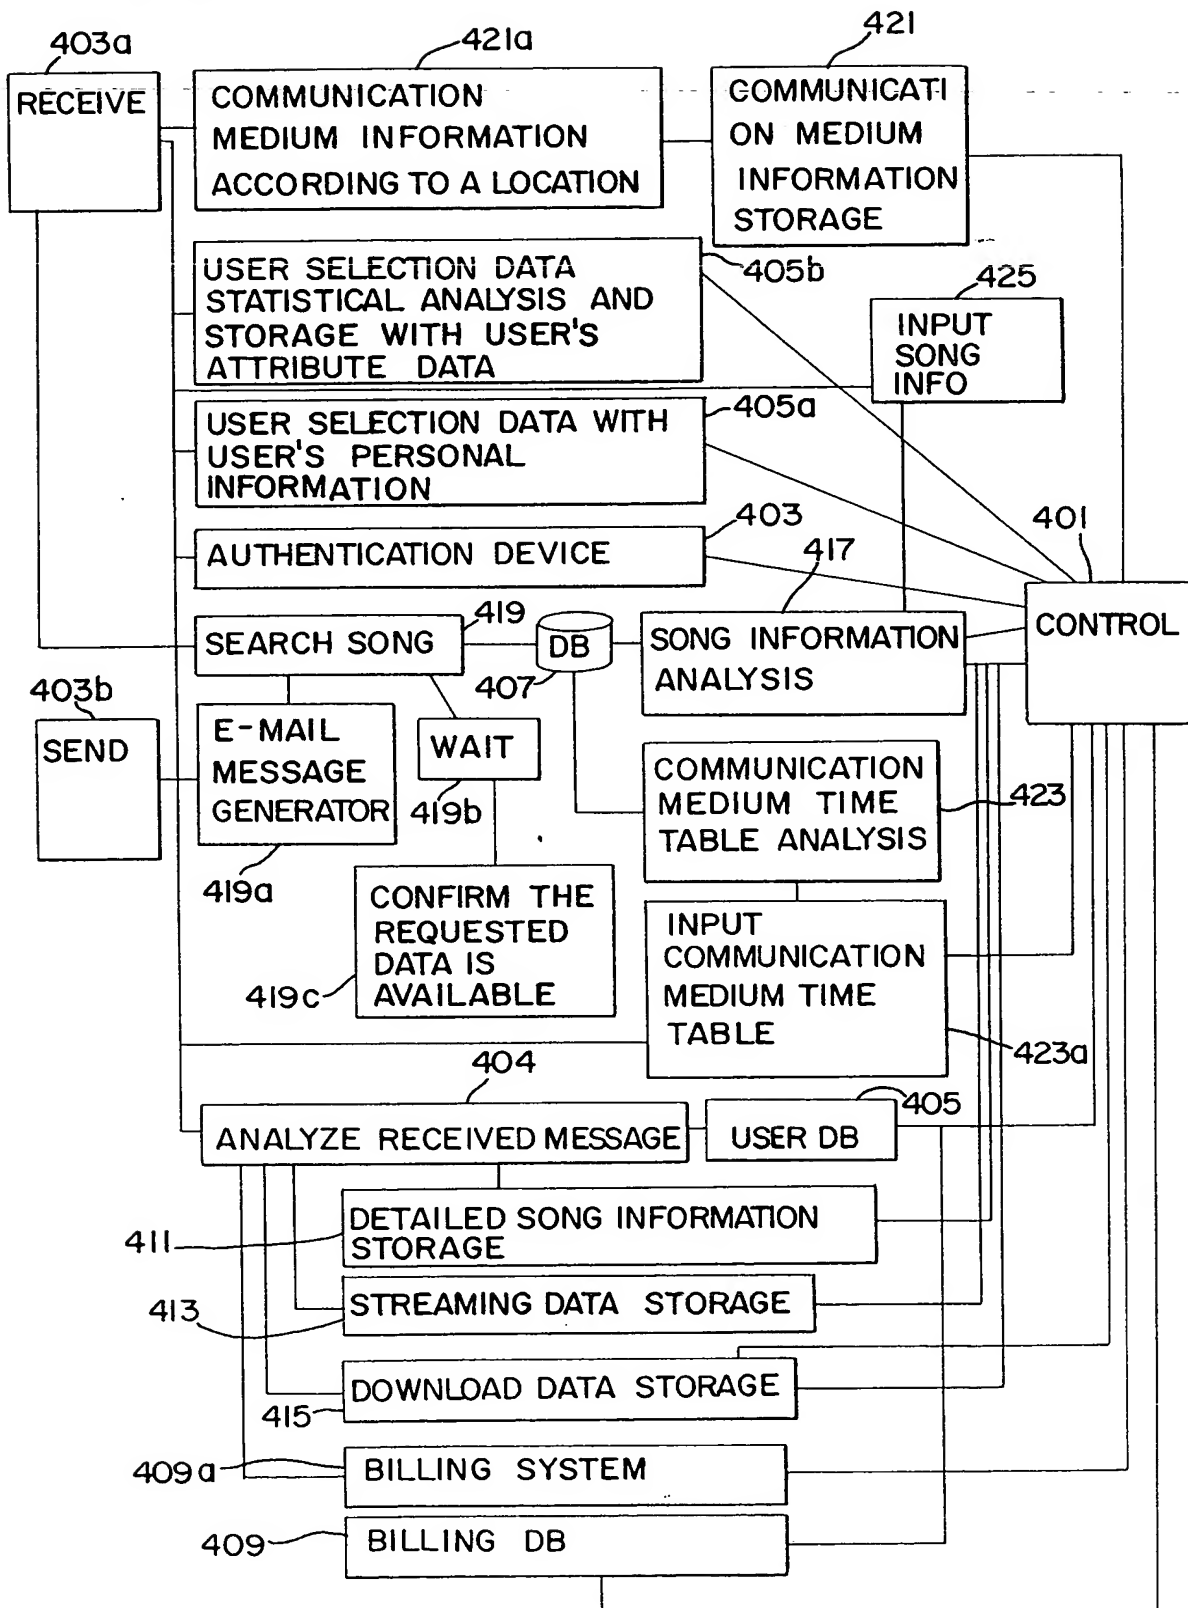 403a
421a
421
RECEIVE
COMMUNICATION
MEDIUM INFORMATION
ACCORDING TO A LOCATION
COMMUNICATI
ON MEDIUM
INFORMATION
STORAGE
USER SELECTION DATA
STATISTICAL ANALYSIS AND
STORAGE WITH USER'S
ATTRIBUTE DATA
405b
425
INPUT
SONG
INFO
USER SELECTION DATA WITH
USER'S PERSONAL
INFORMATION
405a
AUTHENTICATION DEVICE
403
417
401
CONTROL
SEARCH SONG
419
DB
407
SONG INFORMATION
ANALYSIS
403b
SEND
E-MAIL
MESSAGE
GENERATOR
419a
WAIT
419b
COMMUNICATION
MEDIUM TIME
TABLE ANALYSIS
423
CONFIRM THE
REQUESTED
DATA IS
AVAILABLE
419c
INPUT
COMMUNICATION
MEDIUM TIME
TABLE
423a
404
ANALYZE RECEIVED MESSAGE
405
USER DB
DETAILED SONG INFORMATION
STORAGE
411
STREAMING DATA STORAGE
413
DOWNLOAD DATA STORAGE
415
409a
BILLING SYSTEM
409
BILLING DB